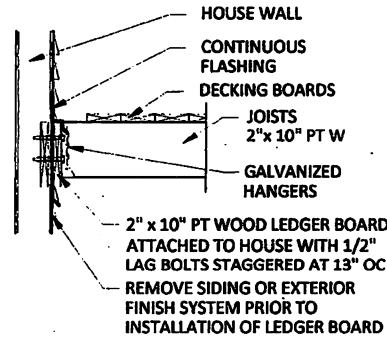 HOUSE WALL
CONTINUOUS
FLASHING
DECKING BOARDS
JOISTS
2"x 10" PT W
GALVANIZED
HANGERS
2" x 10" PT WOOD LEDGER BOARD
ATTACHED TO HOUSE WITH 1/2"
LAG BOLTS STAGGERED AT 13" OC
REMOVE SIDING OR EXTERIOR
FINISH SYSTEM PRIOR TO
INSTALLATION OF LEDGER BOARD